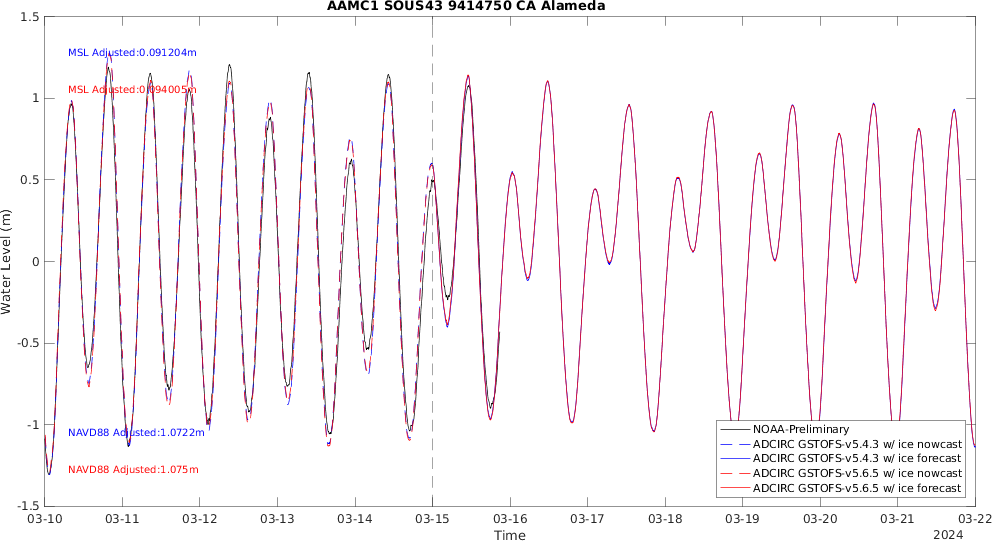 AAMC1 SOUS43 9414750 CA Alameda
1.5
MSL Adjusted:0.091204m
MSL Adjusted:0.094005m
1
0.5
0
-0.5
-1
-1.5
Water Level (m)
NAVD88 Adjusted:1.0722m
NAVD88 Adjusted:1.075m
NOAA-Preliminary
ADCIRC GSTOFS-v5.4.3 w/ ice nowcast
ADCIRC GSTOFS-v5.4.3 w/ ice forecast
ADCIRC GSTOFS-v5.6.5 w/ ice nowcast
ADCIRC GSTOFS-v5.6.5 w/ ice forecast
03-10 03-11 03-12 03-13 03-14 03-15 03-16 03-17 03-18 03-19 03-20 03-21 03-22
Time
2024